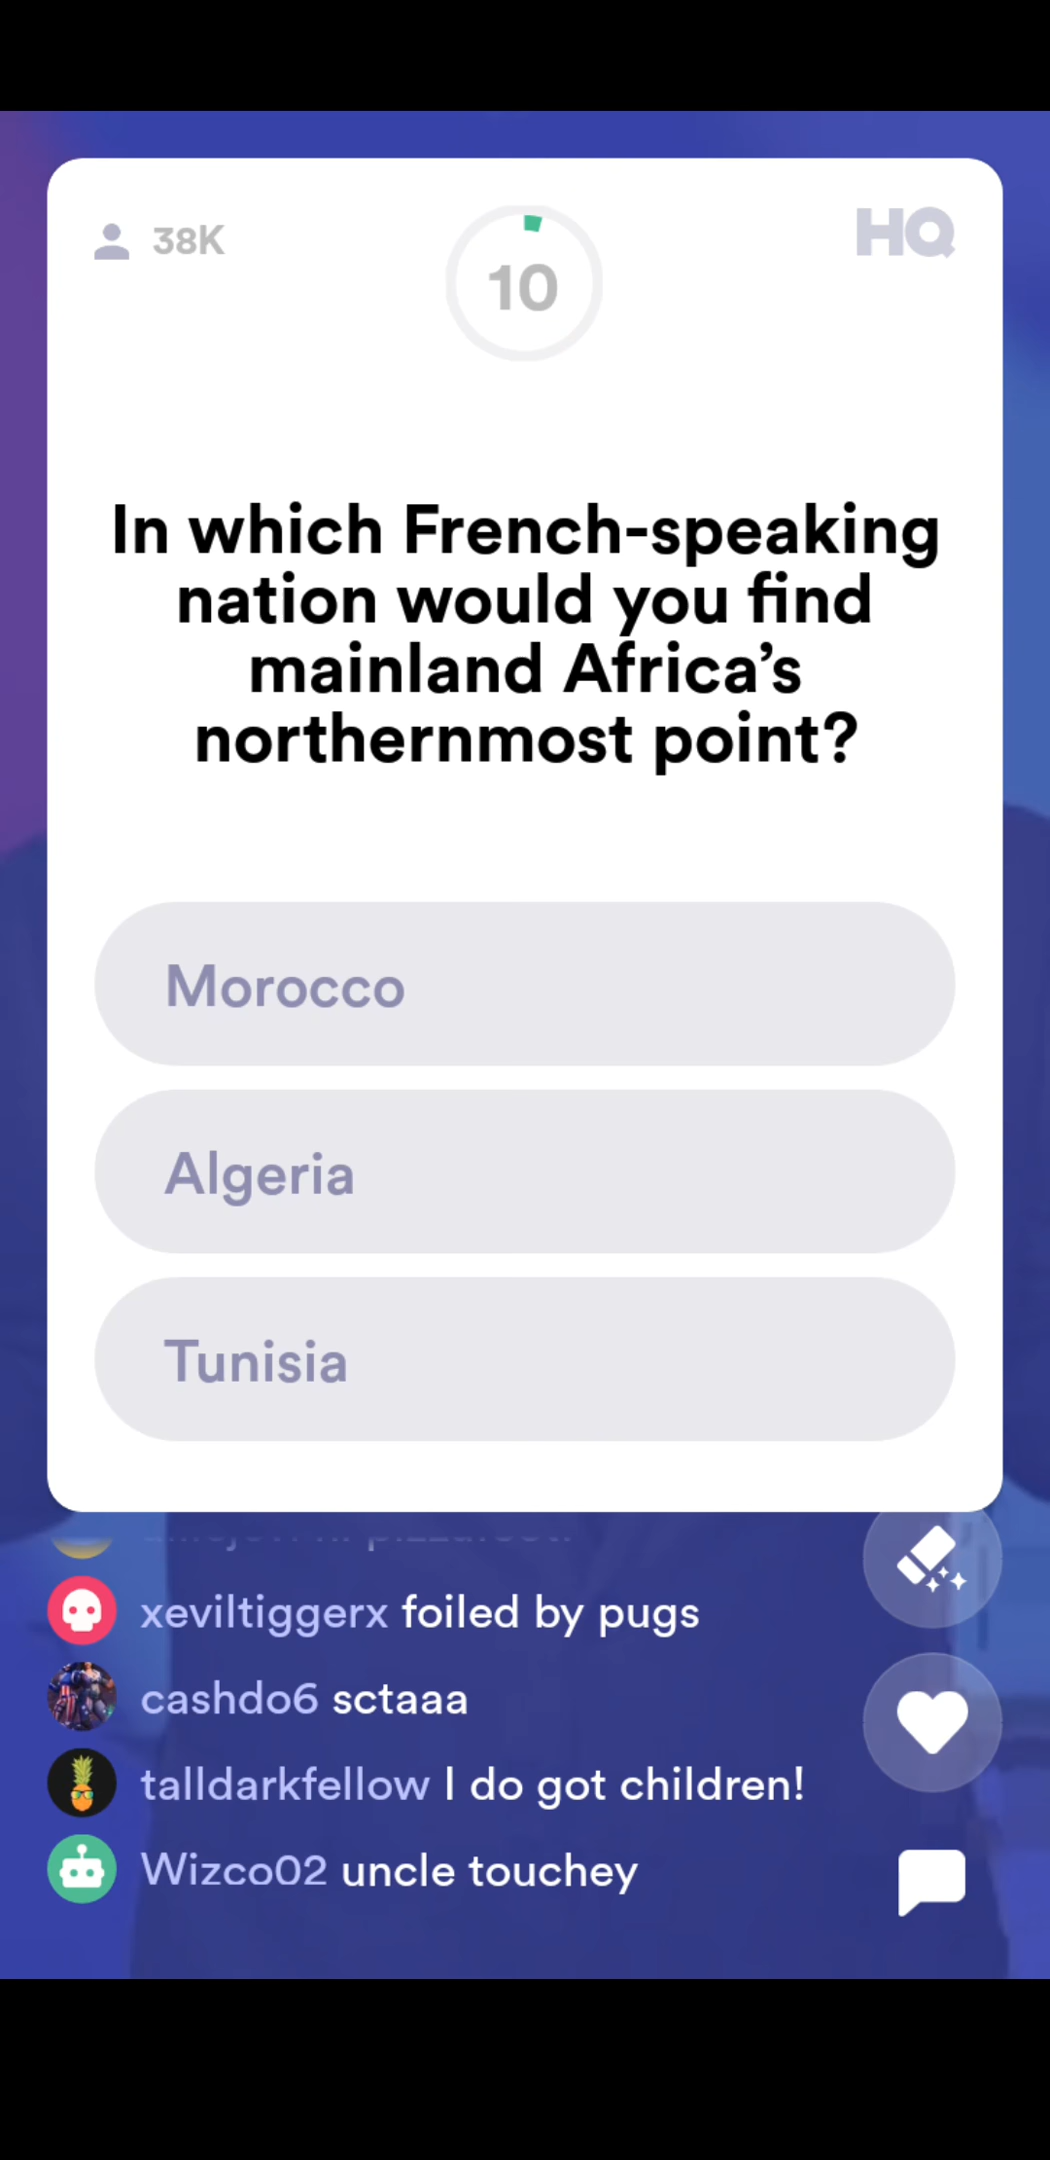 38K
10
HQ
In which French-speaking
nation would you find
mainland Africa’s
northernmost point?
Morocco
Algeria
Tunisia
xeviltiggerx foiled by pugs
cashdo6 sctaaa
talldarkfellow I do got children!
Wizco02 uncle touchey